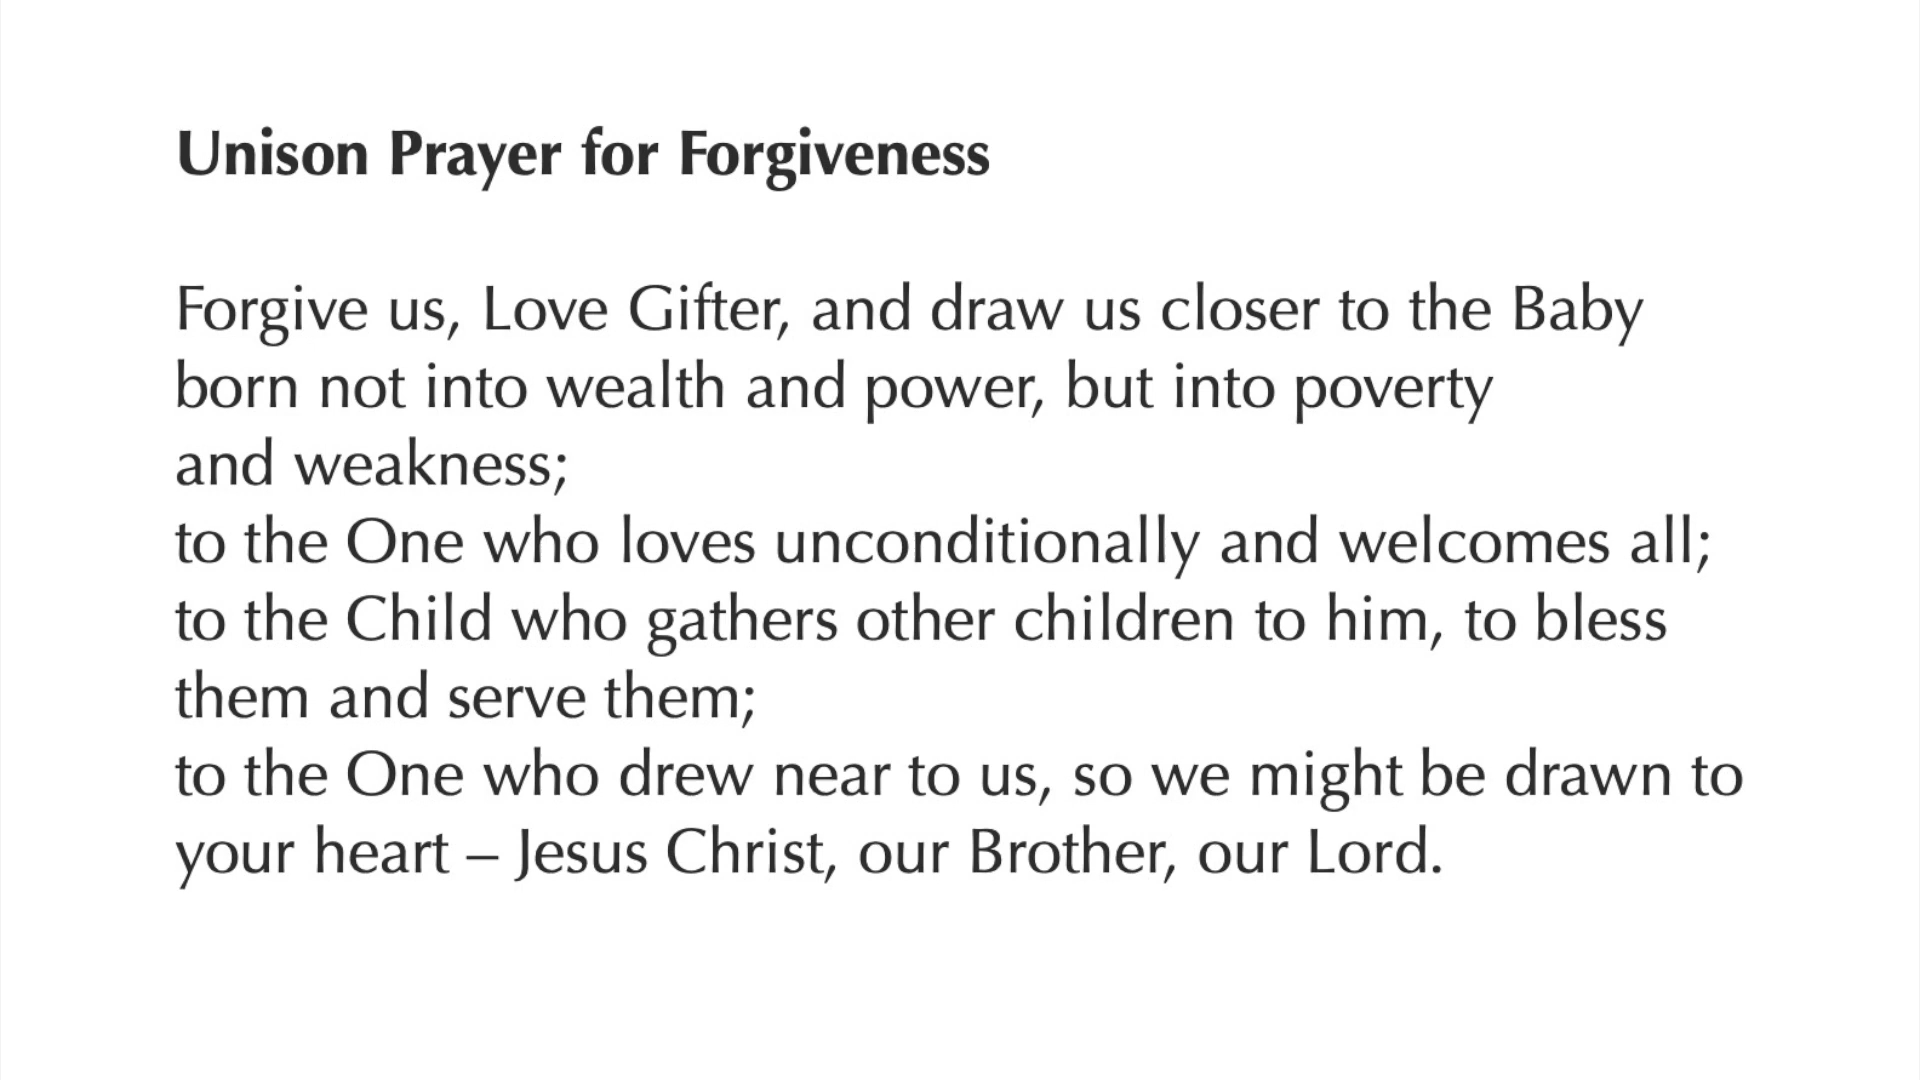 Unison Prayer for Forgiveness
Forgive us, Love Gifter, and draw us closer to the Baby
born not into wealth and power, but into poverty
and weakness;
to the One who loves unconditionally and welcomes all;
to the Child who gathers other children to him, to bless
them and serve them;
to the One who drew near to us, so we might be drawn to
your heart – Jesus Christ, our Brother, our Lord.